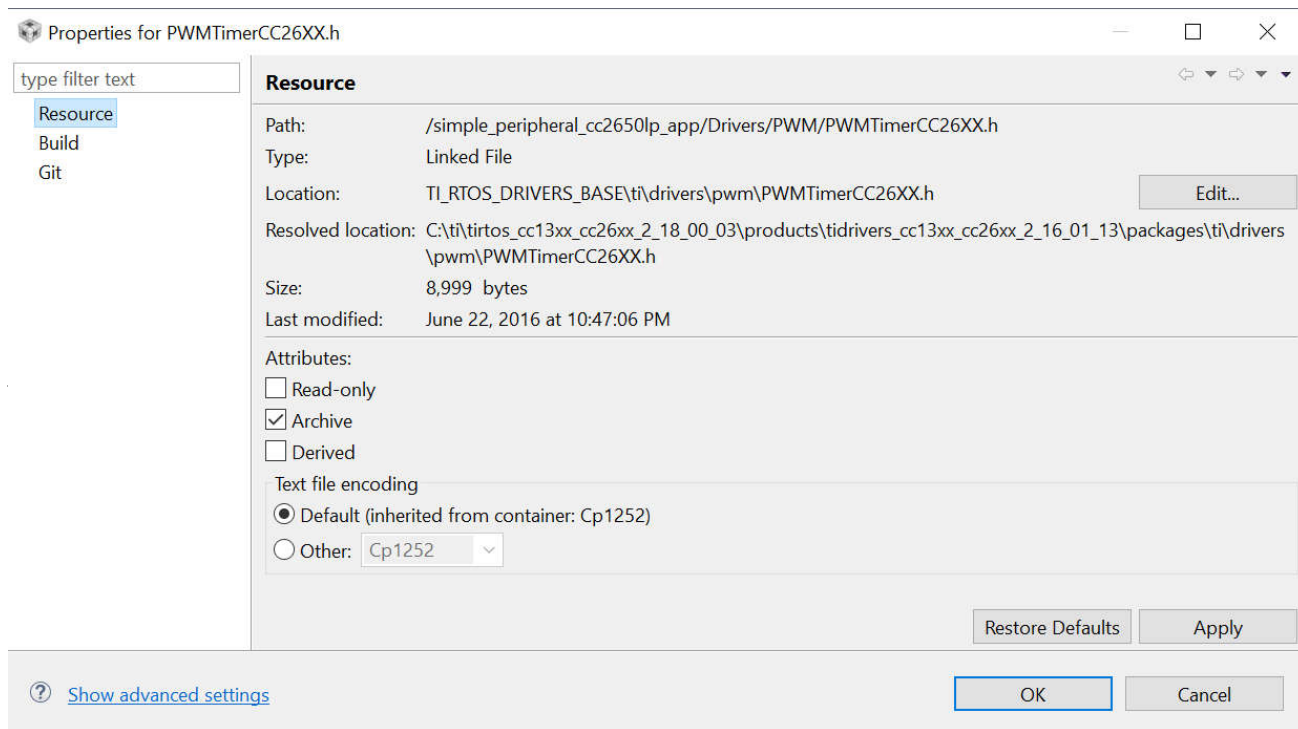 Properties for PWMTimerCC26XX.h
type filter text
Resource
Build
Git
Resource
Path: /simple_peripheral_cc2650lp_app/Drivers/PWM/PWMTimerCC26XX.h
Type: Linked File
Location: TI_RTOS_DRIVERS_BASE\ti\drivers\pwm\PWMTimerCC26XX.h Edit...
Resolved location: C:\ti\tirtos_cc13xx_cc26xx_2_18_00_03\products\tidrivers_cc13xx_cc26xx_2_16_01_13\packages\ti\drivers
\pwm\PWMTimerCC26XX.h
Size: 8,999 bytes
Last modified: June 22, 2016 at 10:47:06 PM
Attributes:
Read-only
Archive
Derived
Text file encoding
Default (inherited from container: Cp1252)
Other: Cp1252
Restore Defaults Apply
? Show advanced settings OK Cancel